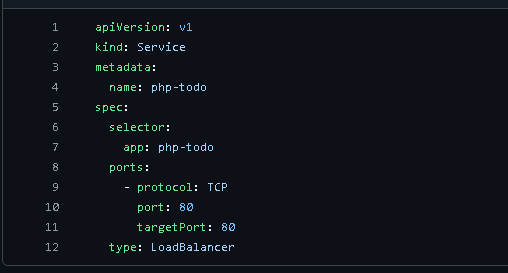 1 apiVersion: v1
2 kind: Service
3 metadata:
4   name: php-todo
5 spec:
6   selector:
7     app: php-todo
8   ports:
9     - protocol: TCP
10       port: 80
11       targetPort: 80
12   type: LoadBalancer